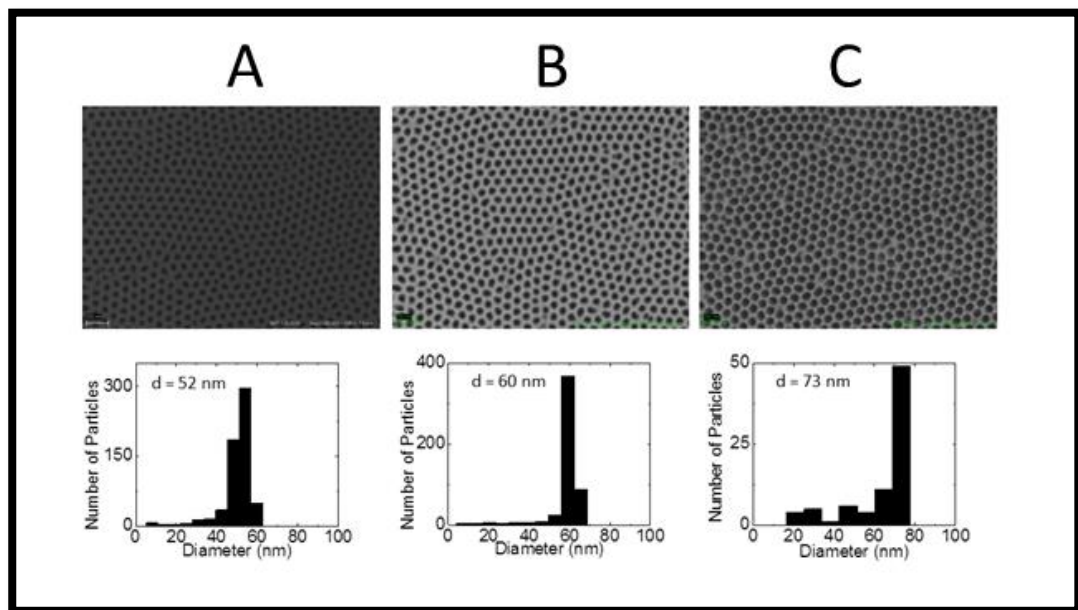 A
B
C
d = 52 nm
300
150
0
Number of Particles
0 20 40 60 80 100
Diameter (nm)
d = 60 nm
400
200
0
Number of Particles
0 20 40 60 80 100
Diameter (nm)
d = 73 nm
50
25
0
Number of Particles
0 20 40 60 80 100
Diameter (nm)